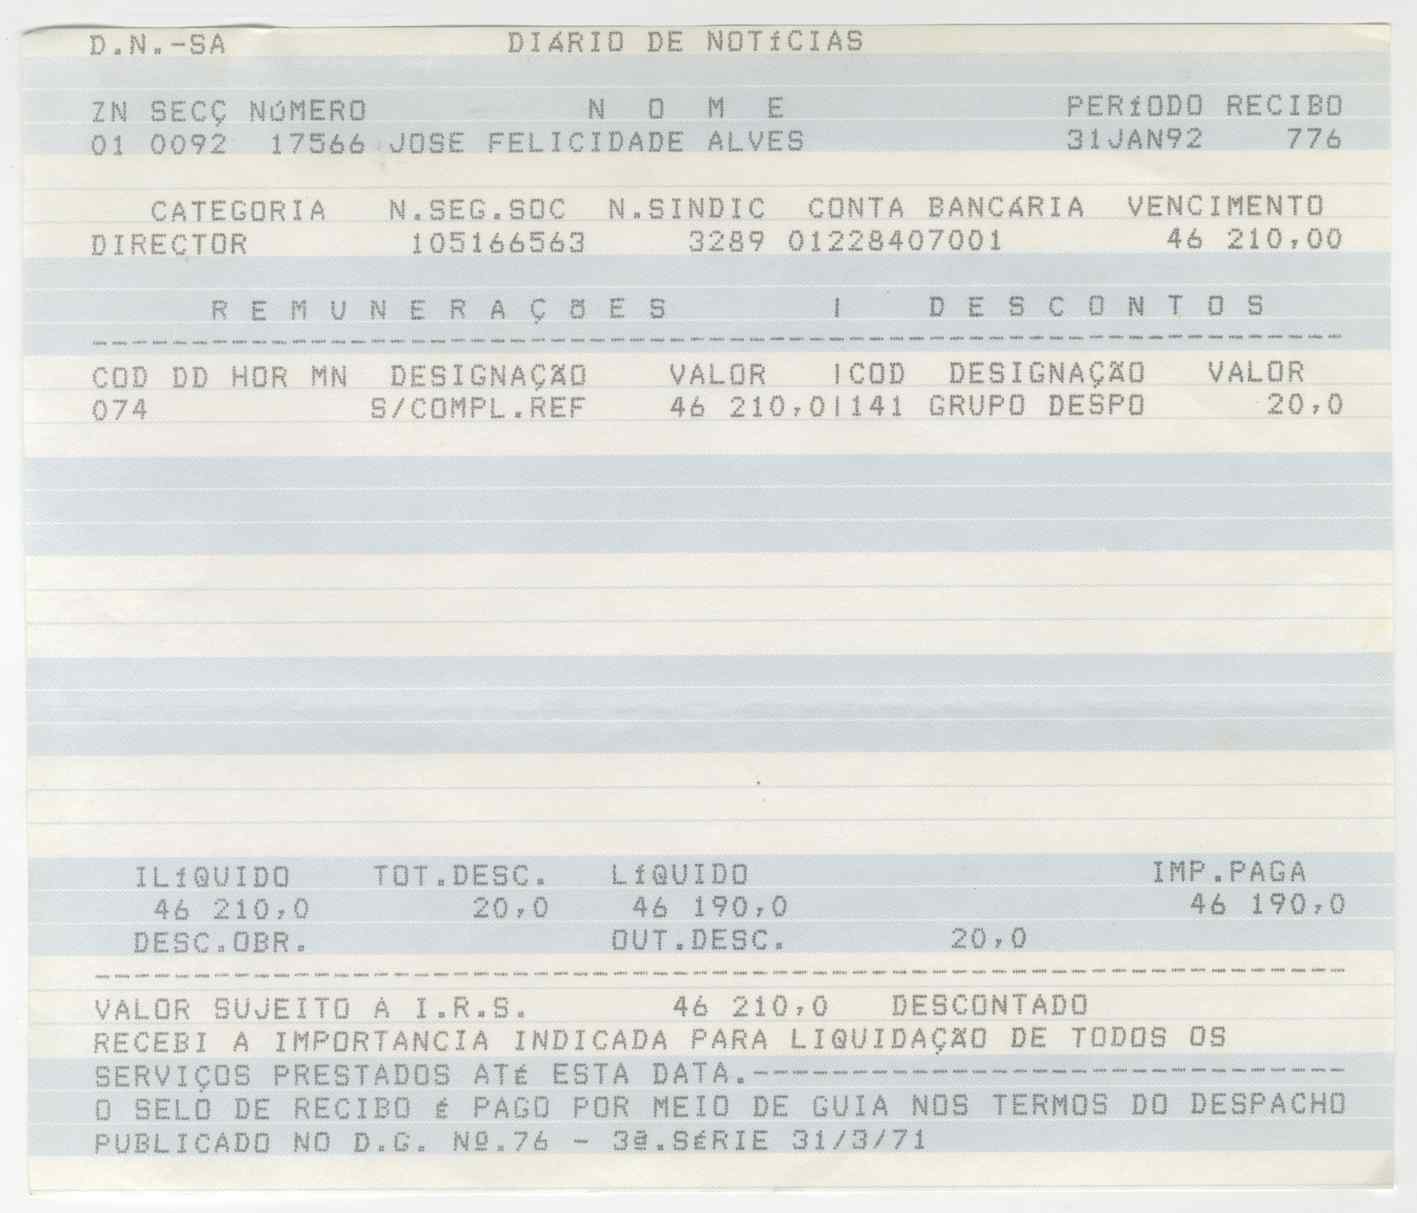 D.N.-SA DIÁRIO DE NOTÍCIAS
ZN SECÇ NÚMERO N O M E PERÍODO RECIBO
01 0092 17566 JOSE FELICIDADE ALVES 31JAN92 776
CATEGORIA N.SEG.SOC N.SINDIC CONTA BANCÁRIA VENCIMENTO
DIRECTOR 105166563 3289 01228407001 46 210,00
R E M U N E R A Ç Õ E S | D E S C O N T O S
--------------------------------------------------------------
COD DD HOR MN DESIGNAÇÃO VALOR |COD DESIGNAÇÃO VALOR
074 S/COMPL.REF 46 210,0|141 GRUPO DESPO 20,0
ILÍQUIDO TOT.DESC. LÍQUIDO IMP.PAGA
46 210,0 20,0 46 190,0 46 190,0
DESC.OBR. OUT.DESC. 20,0
--------------------------------------------------------------
VALOR SUJEITO A I.R.S. 46 210,0 DESCONTADO
RECEBI A IMPORTANCIA INDICADA PARA LIQUIDAÇÃO DE TODOS OS
SERVIÇOS PRESTADOS ATÉ ESTA DATA.------------------------------
O SELO DE RECIBO É PAGO POR MEIO DE GUIA NOS TERMOS DO DESPACHO
PUBLICADO NO D.G. Nº.76 - 3ª.SÉRIE 31/3/71